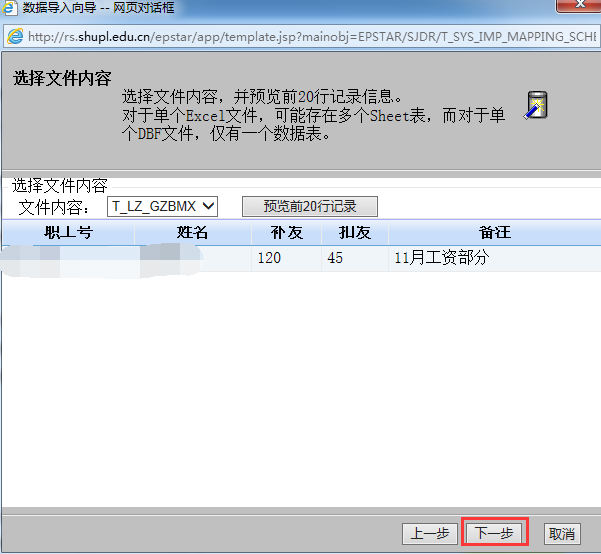 数据导入向导 -- 网页对话框
http://rs.shupl.edu.cn/epstar/app/template.jsp?mainobj=EPSTAR/SJDR/T_SYS_IMP_MAPPING_SCHE
选择文件内容
选择文件内容，并预览前20行记录信息。
对于单个Excel文件，可能存在多个Sheet表，而对于单
个DBF文件，仅有一个数据表。
选择文件内容
文件内容： T_LZ_GZBMX 预览前20行记录
职工号 姓名 补发 扣发 备注
120 45 11月工资部分
上一步 下一步 取消